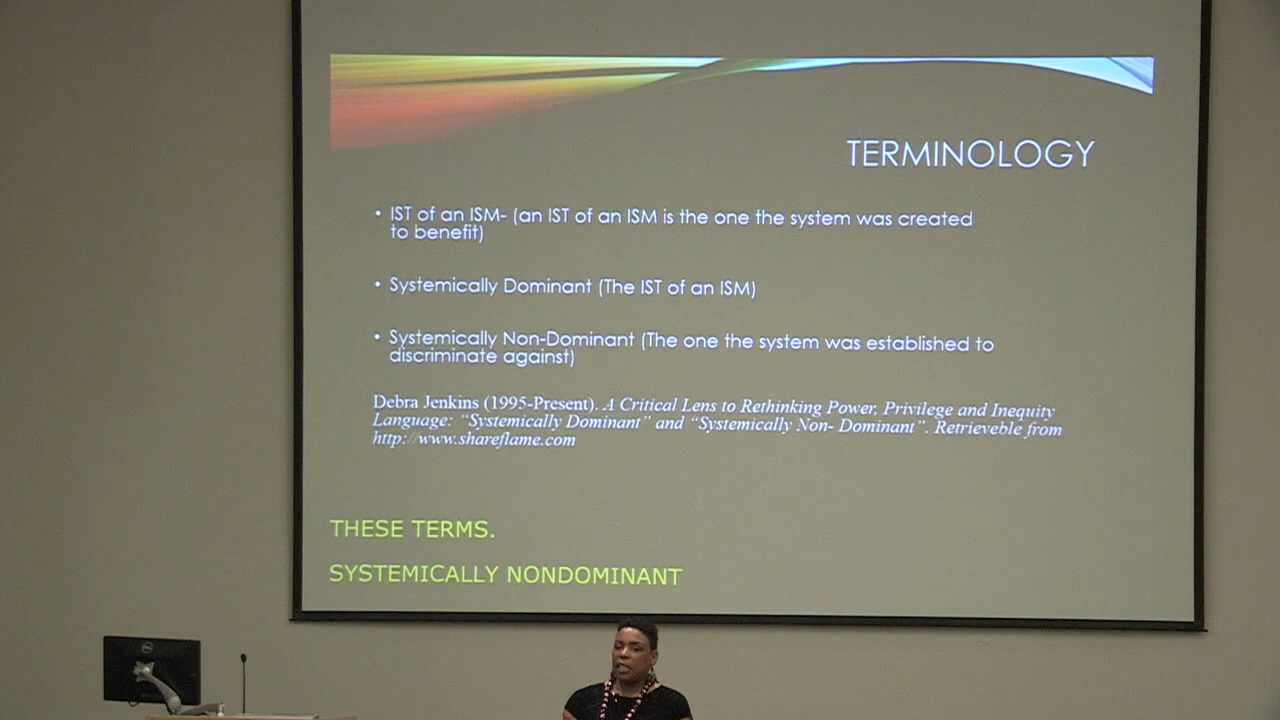 TERMINOLOGY
• IST of an ISM- (an IST of an ISM is the one the system was created
to benefit)
• Systemically Dominant (The IST of an ISM)
• Systemically Non-Dominant (The one the system was established to
discriminate against)
Debra Jenkins (1995-Present). A Critical Lens to Rethinking Power, Privilege and Inequity
Language: “Systemically Dominant” and “Systemically Non- Dominant”. Retrieveble from
http://www.shareflame.com
THESE TERMS.
SYSTEMICALLY NONDOMINANT